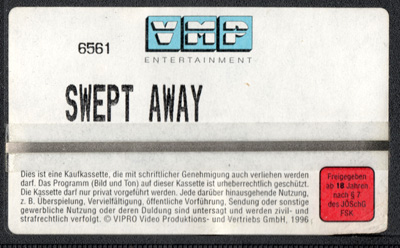 6561
VMP
ENTERTAINMENT
SWEPT AWAY
Dies ist eine Kaufkassette, die mit schriftlicher Genehmigung auch verliehen werden
darf. Das Programm (Bild und Ton) auf dieser Kassette ist urheberrechtlich geschützt.
Die Kassette darf nur privat vorgeführt werden. Jede darüber hinausgehende Nutzung,
z. B. Überspielung, Vervielfältigung, öffentliche Vorführung, Sendung oder sonstige
gewerbliche Nutzung oder deren Duldung sind untersagt und werden zivil- und
strafrechtlich verfolgt. © VIPRO Video Produktions- und Vertriebs GmbH, 1996
Freigegeben
ab 18 Jahren
nach § 7
des JÖSchG
FSK